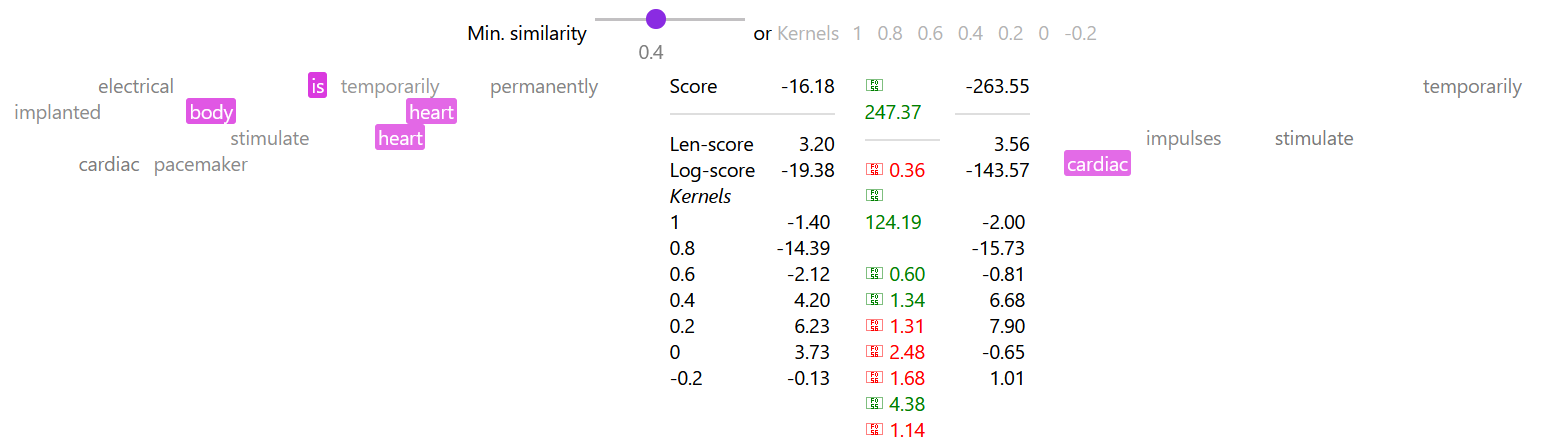 Min. similarity 0.4 or Kernels 1 0.8 0.6 0.4 0.2 0 -0.2
electrical is temporarily permanently
implanted body heart
stimulate heart
cardiac pacemaker
Score -16.18 247.37 -263.55
Len-score 3.20 0.36 3.56
Log-score -19.38 124.19 -143.57
Kernels
1 -1.40 0.60 -2.00
0.8 -14.39 1.34 -15.73
0.6 -2.12 1.31 -0.81
0.4 4.20 2.48 6.68
0.2 6.23 1.68 7.90
0 3.73 4.38 -0.65
-0.2 -0.13 1.14 1.01
temporarily
impulses stimulate
cardiac